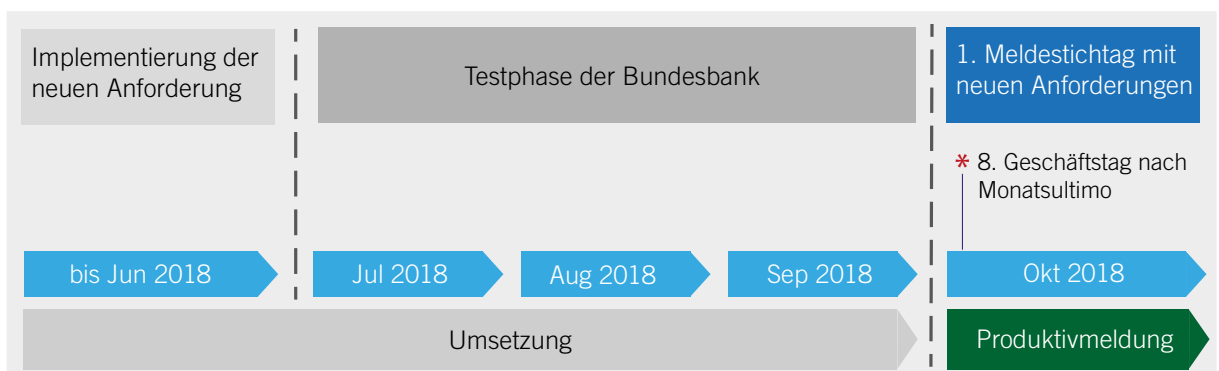 Implementierung der
neuen Anforderung
Testphase der Bundesbank
1. Meldestichtag mit
neuen Anforderungen
* 8. Geschäftstag nach
Monatsultimo
bis Jun 2018
Jul 2018
Aug 2018
Sep 2018
Okt 2018
Umsetzung
Produktivmeldung